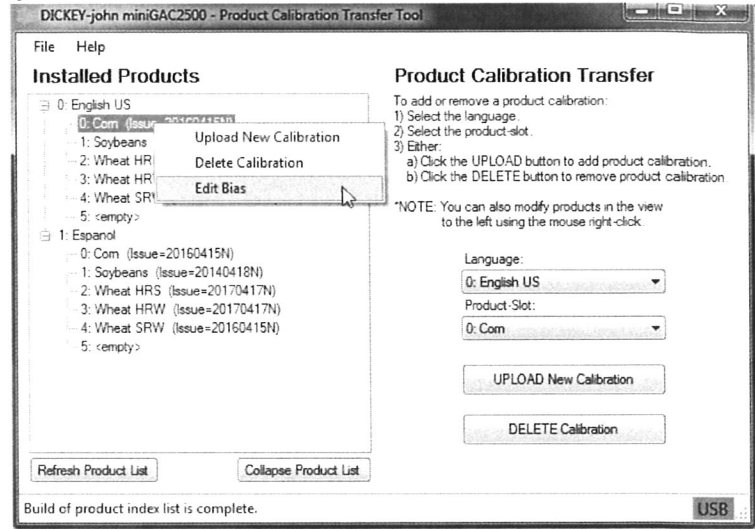 DICKEY-john miniGAC2500 - Product Calibration Transfer Tool
File Help
Installed Products
0: English US
0: Corn (Issue=20160415N)
1: Soybeans
2: Wheat HR
3: Wheat HR
4: Wheat SR
5: <empty>
1: Espanol
0: Corn (Issue=20160415N)
1: Soybeans (Issue=20140418N)
2: Wheat HRS (Issue=20170417N)
3: Wheat HRW (Issue=20170417N)
4: Wheat SRW (Issue=20160415N)
5: <empty>
Upload New Calibration
Delete Calibration
Edit Bias
Refresh Product List
Collapse Product List
Product Calibration Transfer
To add or remove a product calibration:
1) Select the language.
2) Select the product-slot.
3) Either:
a) Click the UPLOAD button to add product calibration.
b) Click the DELETE button to remove product calibration
*NOTE: You can also modify products in the view
to the left using the mouse right-click.
Language:
0: English US
Product-Slot:
0: Corn
UPLOAD New Calibration
DELETE Calibration
Build of product index list is complete.
USB